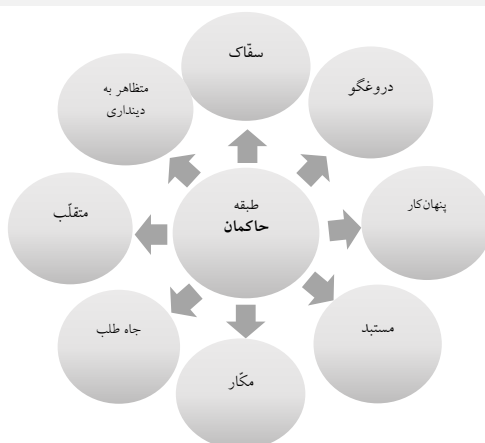 سفّاک
دروغگو
پنهان‌کار
مستبد
مکّار
جاه طلب
متقلّب
متظاهر به
دینداری
طبقه
حاکمان